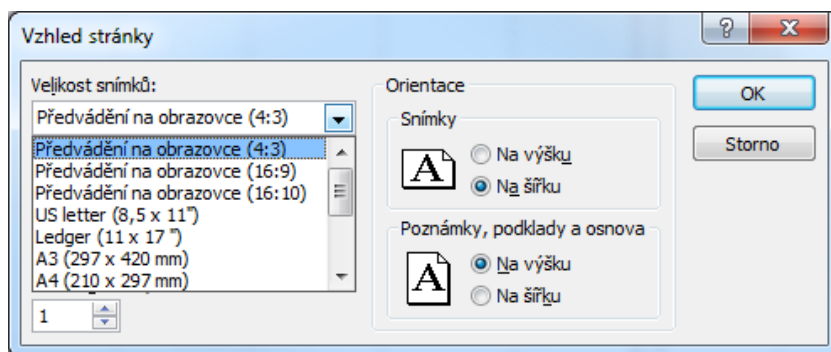 Vzhled stránky
Velikost snímků:
Předvádění na obrazovce (4:3)
Předvádění na obrazovce (4:3)
Předvádění na obrazovce (16:9)
Předvádění na obrazovce (16:10)
US letter (8,5 x 11")
Ledger (11 x 17 ")
A3 (297 x 420 mm)
A4 (210 x 297 mm)
1
Orientace
Snímky
A
Na výšku
Na šířku
Poznámky, podklady a osnova
A
Na výšku
Na šířku
OK
Storno